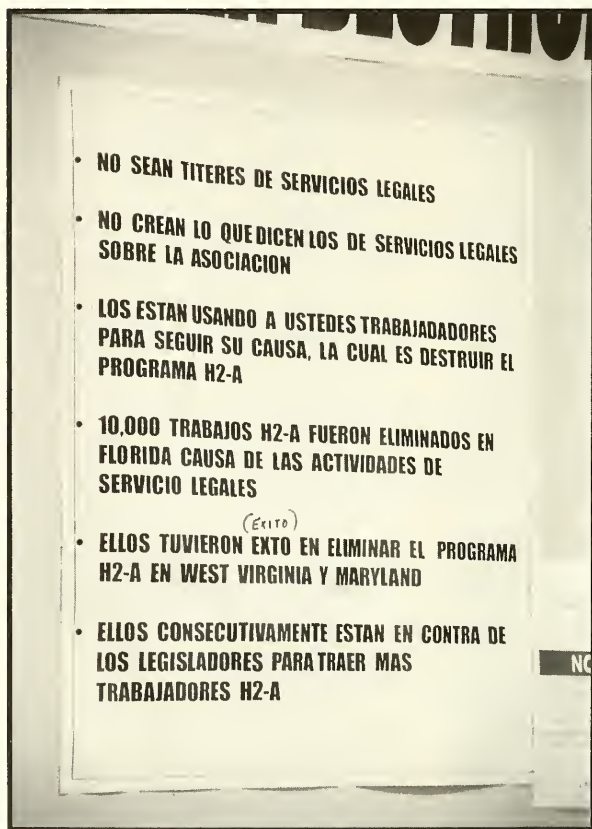 • NO SEAN TITERES DE SERVICIOS LEGALES
• NO CREAN LO QUE DICEN LOS DE SERVICIOS LEGALES
SOBRE LA ASOCIACION
• LOS ESTAN USANDO A USTEDES TRABAJADADORES
PARA SEGUIR SU CAUSA, LA CUAL ES DESTRUIR EL
PROGRAMA H2-A
• 10,000 TRABAJOS H2-A FUERON ELIMINADOS EN
FLORIDA CAUSA DE LAS ACTIVIDADES DE
SERVICIO LEGALES
(EXITO)
• ELLOS TUVIERON EXTO EN ELIMINAR EL PROGRAMA
H2-A EN WEST VIRGINIA Y MARYLAND
• ELLOS CONSECUTIVAMENTE ESTAN EN CONTRA DE
LOS LEGISLADORES PARA TRAER MAS
TRABAJADORES H2-A